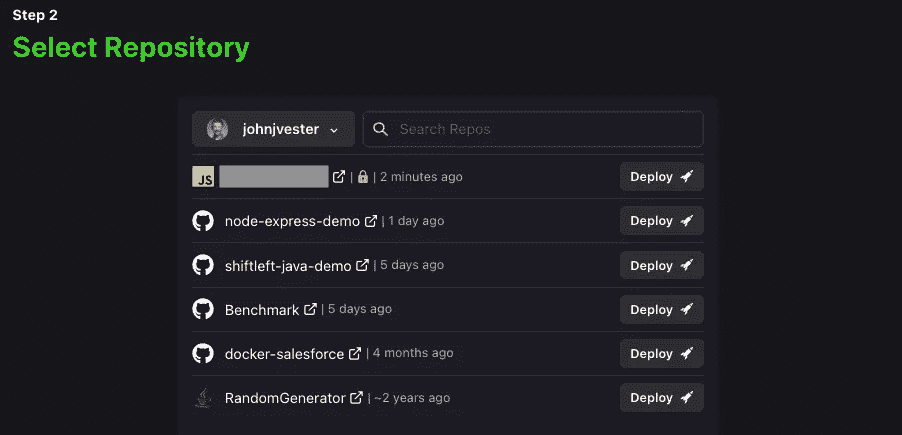 Step 2
Select Repository
johnjvester Search Repos
JS | | 2 minutes ago Deploy
node-express-demo | 1 day ago Deploy
shiftleft-java-demo | 5 days ago Deploy
Benchmark | 5 days ago Deploy
docker-salesforce | 4 months ago Deploy
RandomGenerator | ~2 years ago Deploy